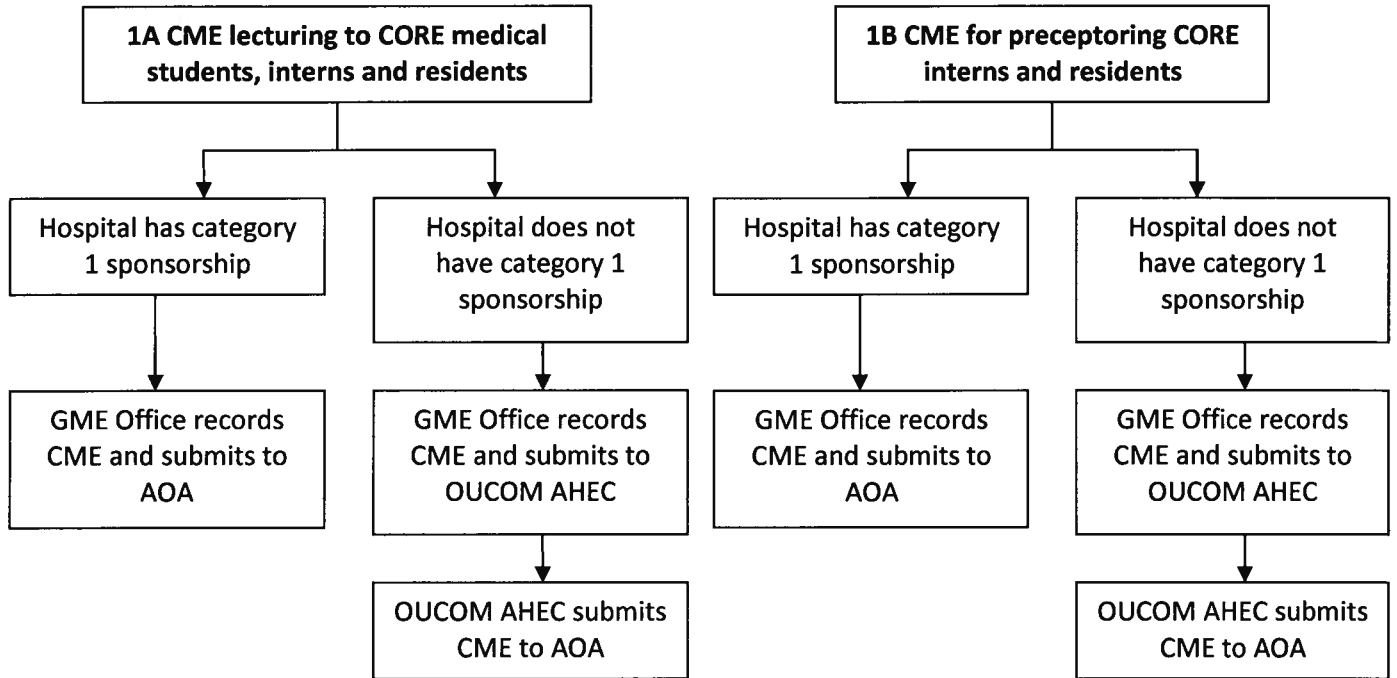 1A CME lecturing to CORE medical
students, interns and residents
Hospital has category
1 sponsorship
GME Office records
CME and submits to
AOA
Hospital does not
have category 1
sponsorship
GME Office records
CME and submits to
OUCOM AHEC
OUCOM AHEC submits
CME to AOA
1B CME for preceptoring CORE
interns and residents
Hospital has category
1 sponsorship
GME Office records
CME and submits to
AOA
Hospital does not
have category 1
sponsorship
GME Office records
CME and submits to
OUCOM AHEC
OUCOM AHEC submits
CME to AOA